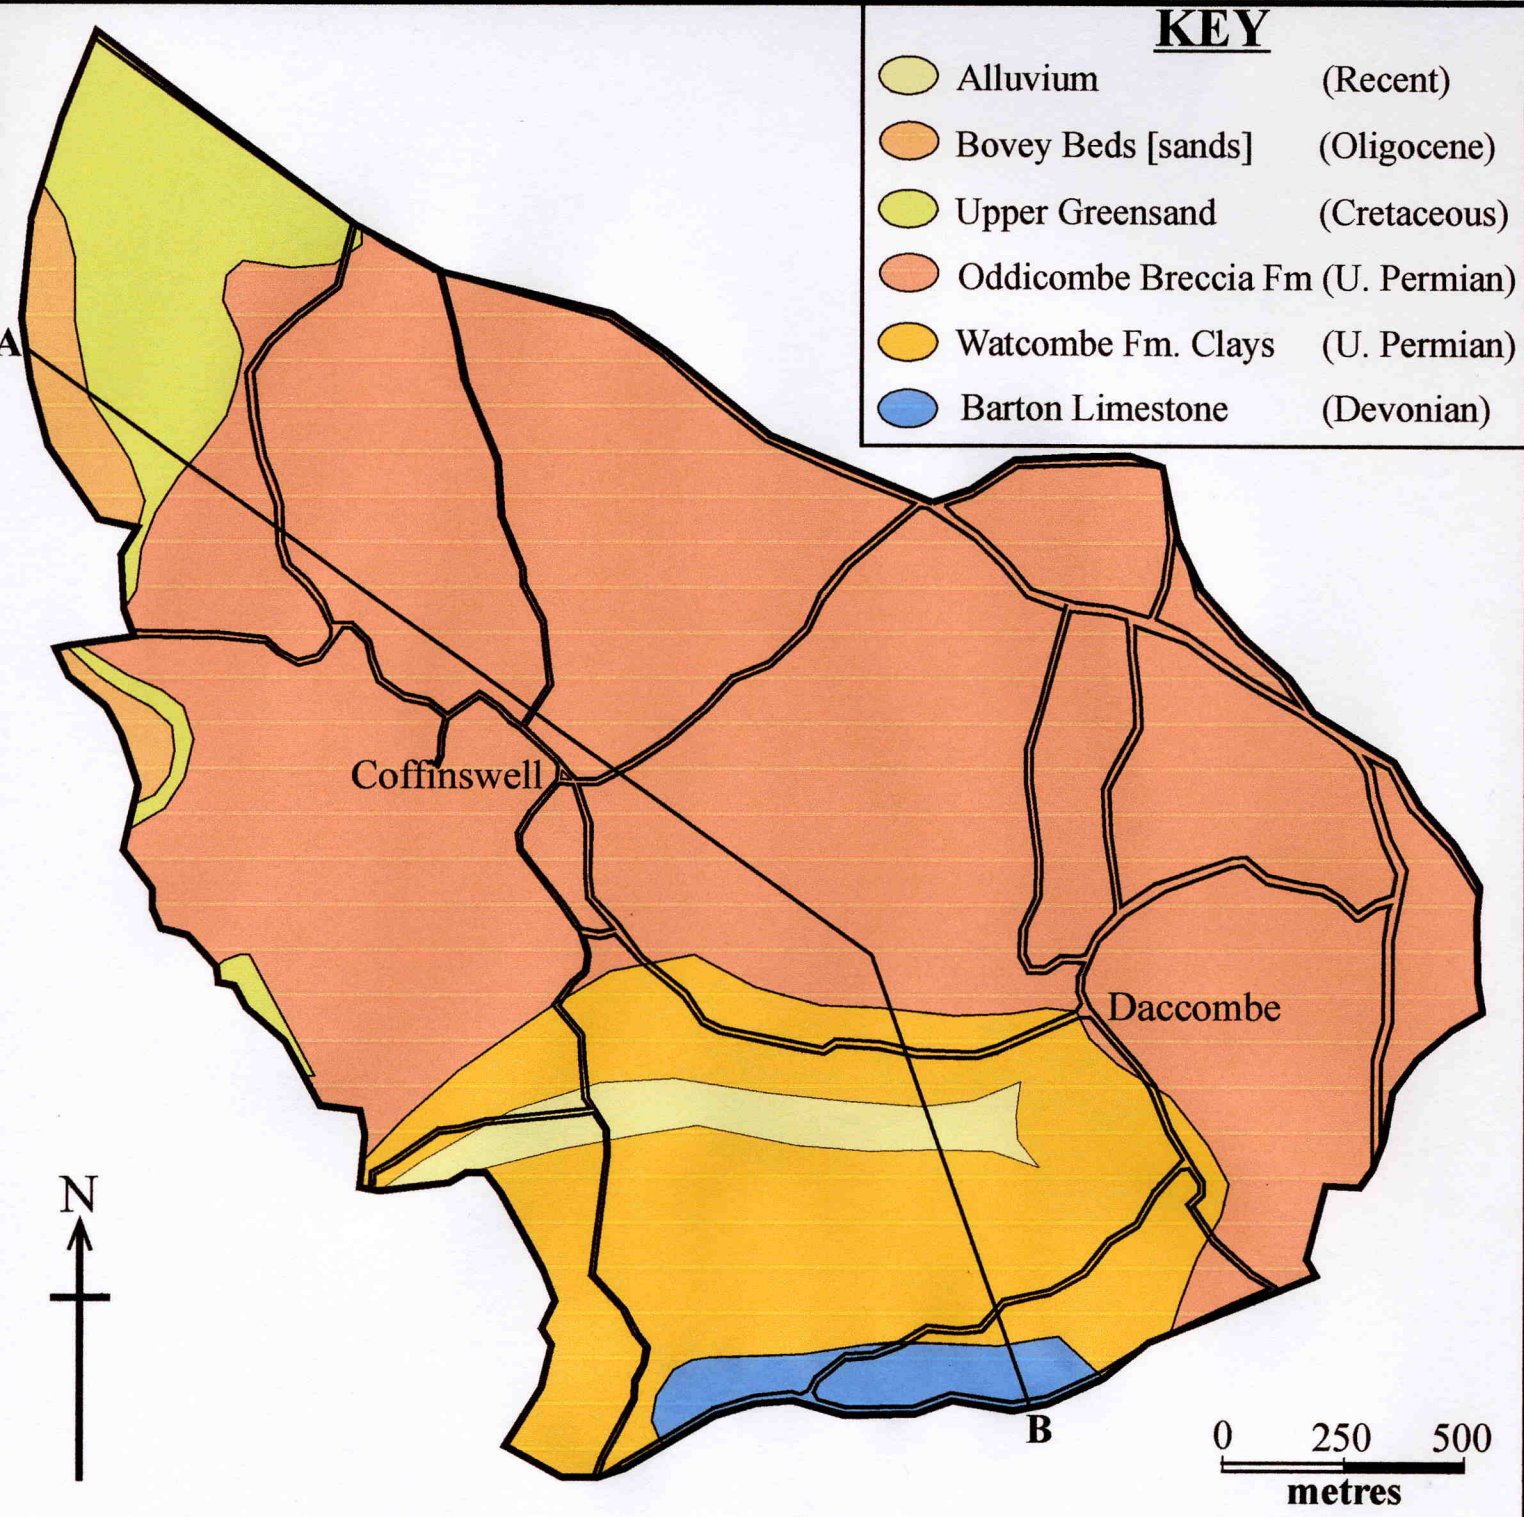 KEY
Alluvium (Recent)
Bovey Beds [sands] (Oligocene)
Upper Greensand (Cretaceous)
Oddicombe Breccia Fm (U. Permian)
Watcombe Fm. Clays (U. Permian)
Barton Limestone (Devonian)
A
Coffinswell
Daccombe
N
B
0 250 500
metres